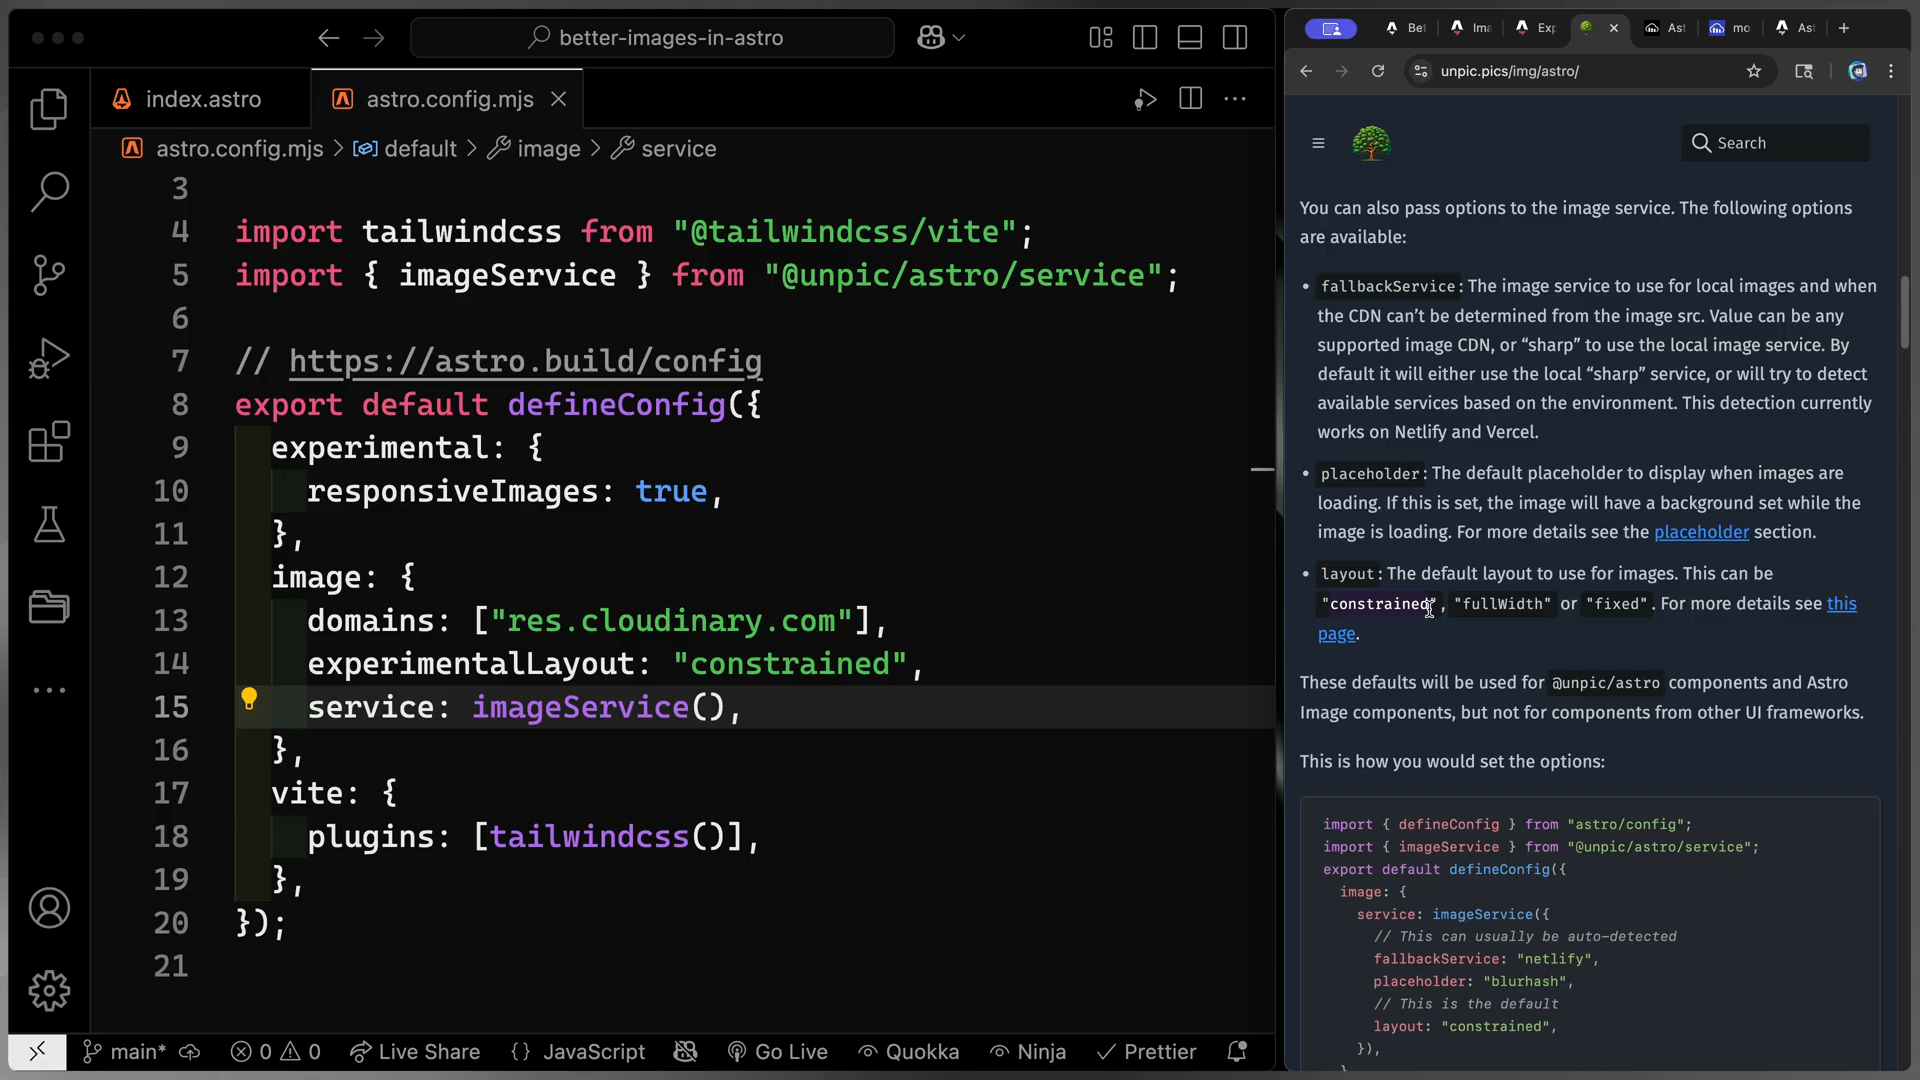 better-images-in-astro
index.astro
astro.config.mjs
astro.config.mjs > default > image > service
3
4 import tailwindcss from "@tailwindcss/vite";
5 import { imageService } from "@unpic/astro/service";
6
7 // https://astro.build/config
8 export default defineConfig({
9 experimental: {
10 responsiveImages: true,
11 },
12 image: {
13 domains: ["res.cloudinary.com"],
14 experimentalLayout: "constrained",
15 service: imageService(),
16 },
17 vite: {
18 plugins: [tailwindcss()],
19 },
20 });
21
main* 0 0 Live Share {} JavaScript Go Live Quokka Ninja Prettier
Bet Ima Exp Ast mo Ast
unpic.pics/img/astro/
Search
You can also pass options to the image service. The following options
are available:
• fallbackService: The image service to use for local images and when
the CDN can’t be determined from the image src. Value can be any
supported image CDN, or “sharp” to use the local image service. By
default it will either use the local “sharp” service, or will try to detect
available services based on the environment. This detection currently
works on Netlify and Vercel.
• placeholder: The default placeholder to display when images are
loading. If this is set, the image will have a background set while the
image is loading. For more details see the placeholder section.
• layout: The default layout to use for images. This can be
"constrained", "fullWidth" or "fixed". For more details see this
page.
These defaults will be used for @unpic/astro components and Astro
Image components, but not for components from other UI frameworks.
This is how you would set the options:
import { defineConfig } from "astro/config";
import { imageService } from "@unpic/astro/service";
export default defineConfig({
image: {
service: imageService({
// This can usually be auto-detected
fallbackService: "netlify",
placeholder: "blurhash",
// This is the default
layout: "constrained",
}),